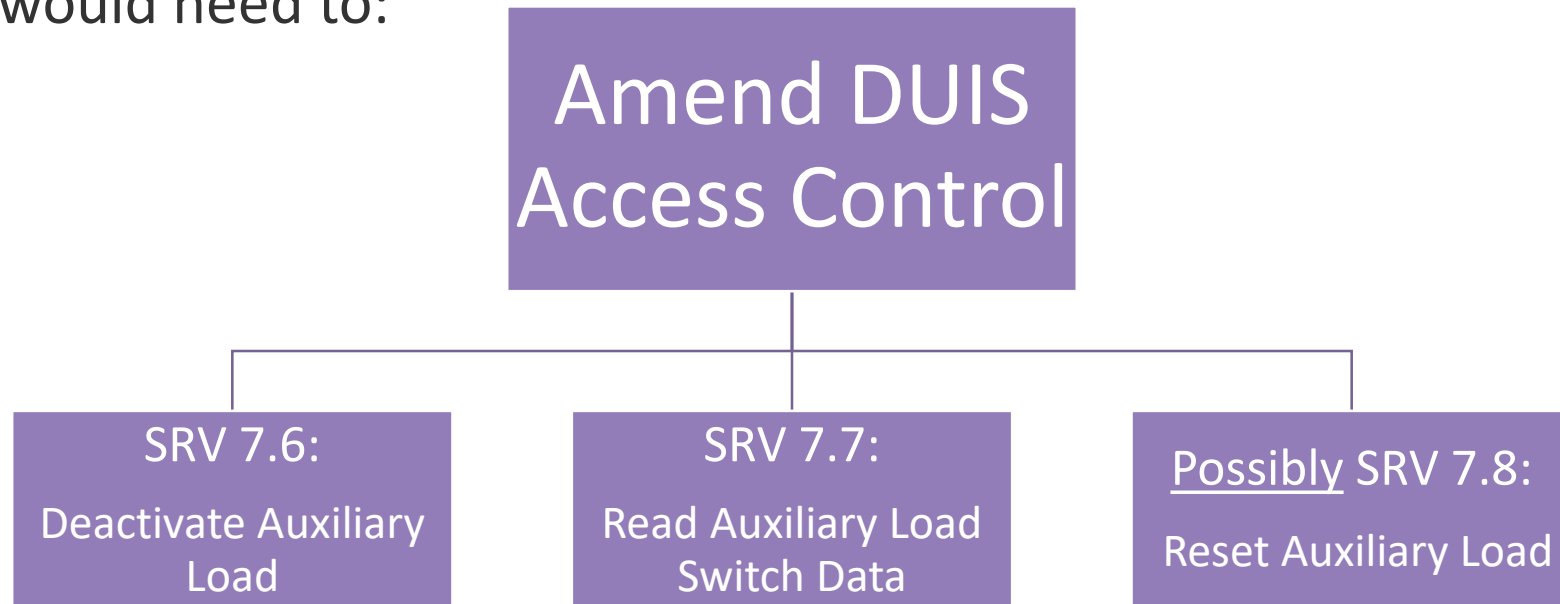 would need to:
Amend DUIS
Access Control
SRV 7.6:
Deactivate Auxiliary
Load
SRV 7.7:
Read Auxiliary Load
Switch Data
Possibly SRV 7.8:
Reset Auxiliary Load